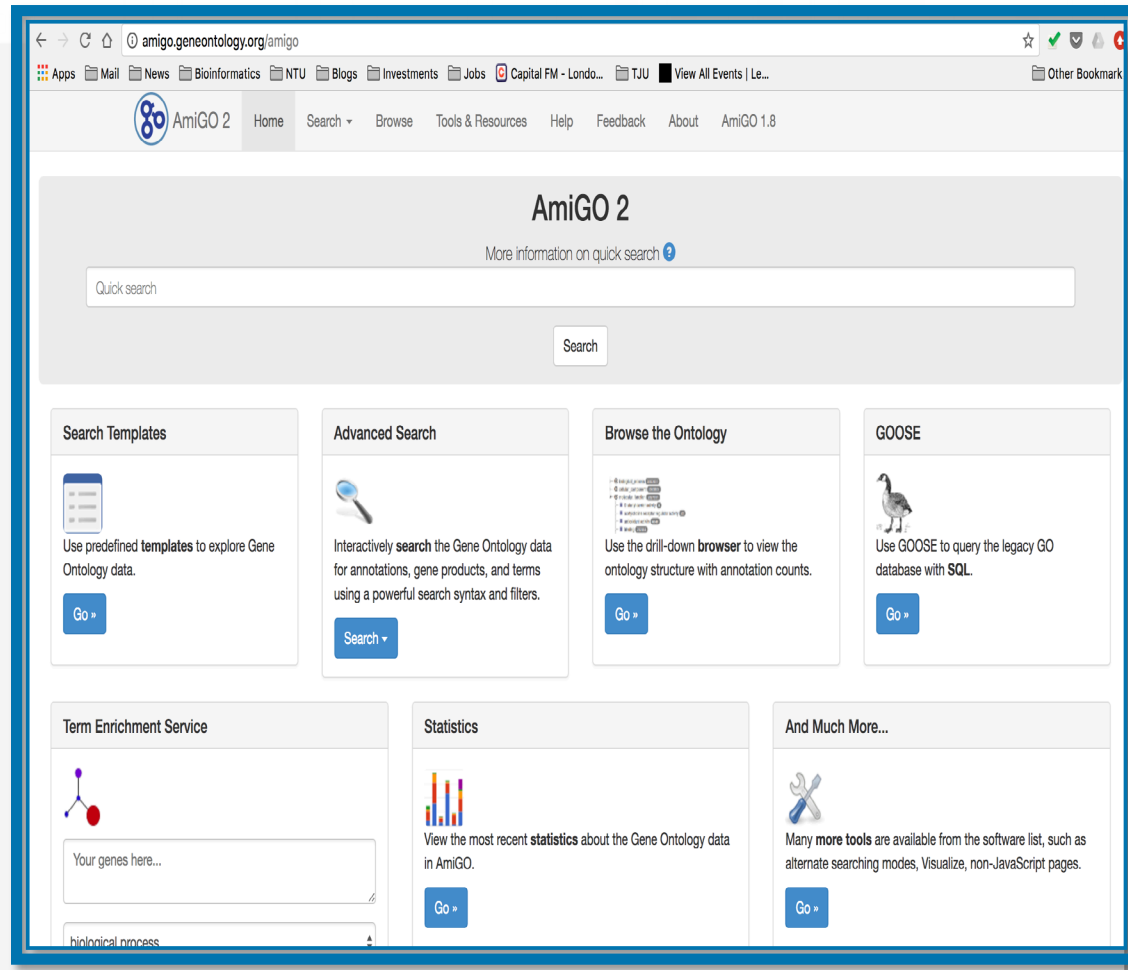 amigo.geneontology.org/amigo
Apps Mail News Bioinformatics NTU Blogs Investments Jobs Capital FM - Londo... TJU View All Events | Le... Other Bookmark
go AmiGO 2 Home Search Browse Tools & Resources Help Feedback About AmiGO 1.8
AmiGO 2
More information on quick search ?
Quick search
Search
Search Templates
Use predefined templates to explore Gene
Ontology data.
Go »
Advanced Search
Interactively search the Gene Ontology data
for annotations, gene products, and terms
using a powerful search syntax and filters.
Search
Browse the Ontology
Use the drill-down browser to view the
ontology structure with annotation counts.
Go »
GOOSE
Use GOOSE to query the legacy GO
database with SQL.
Go »
Term Enrichment Service
Your genes here...
biological process
Statistics
View the most recent statistics about the Gene Ontology data
in AmiGO.
Go »
And Much More...
Many more tools are available from the software list, such as
alternate searching modes, Visualize, non-JavaScript pages.
Go »